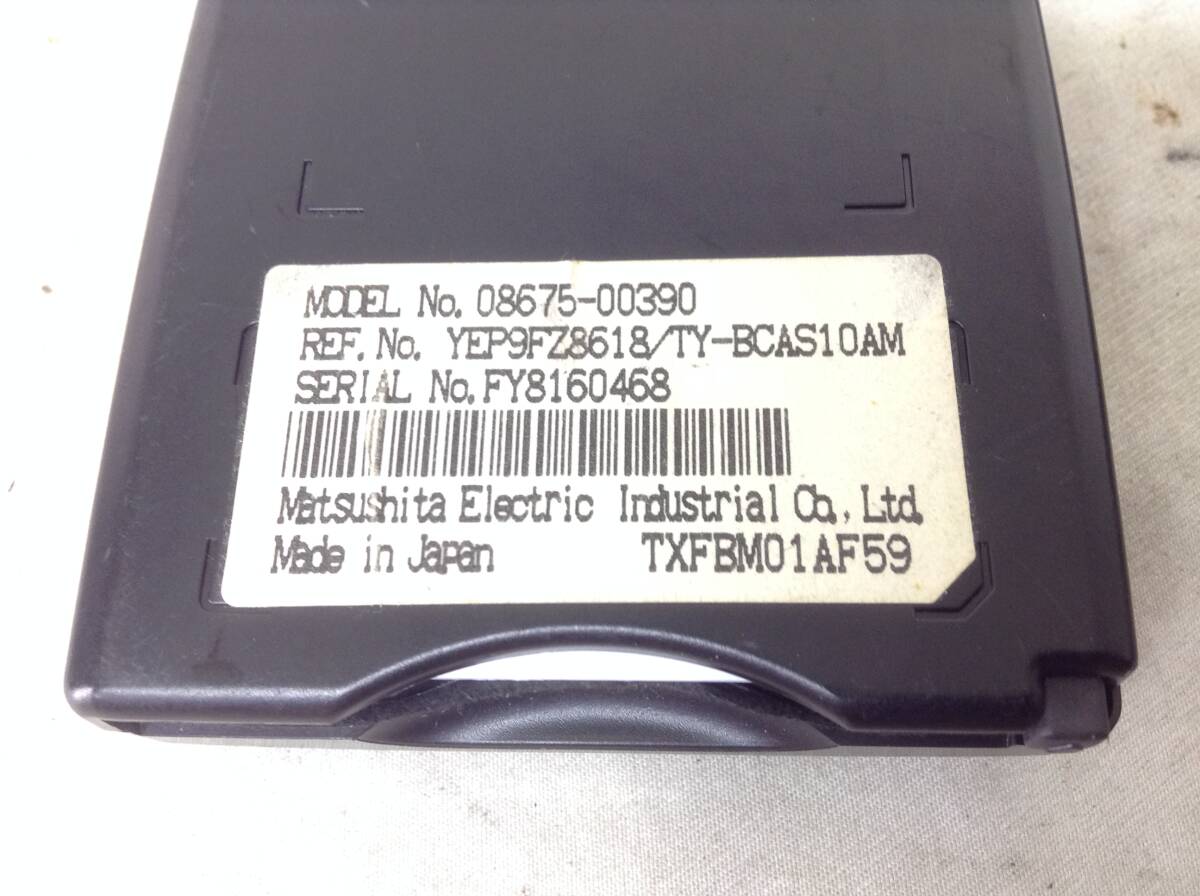 MODEL No. 08675-00390
REF. No. YEP9FZ8618/TY-BCAS10AM
SERIAL No. FY8160468
Matsushita Electric Industrial Co., Ltd.
Made in Japan TXFBM01AF59